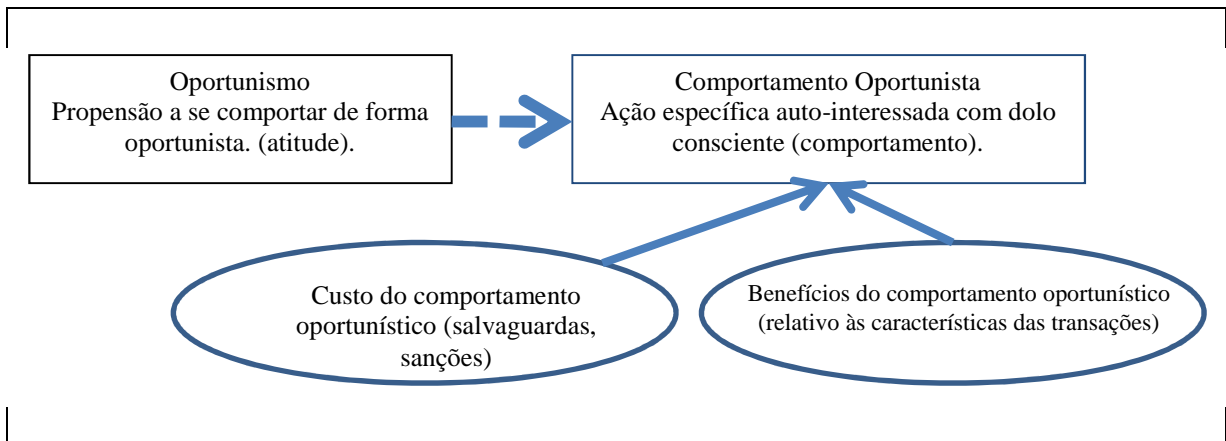 Oportunismo
Propensão a se comportar de forma
oportunista. (atitude).
Comportamento Oportunista
Ação específica auto-interessada com dolo
consciente (comportamento).
Custo do comportamento
oportunístico (salvaguardas,
sanções)
Benefícios do comportamento oportunístico
(relativo às características das transações)